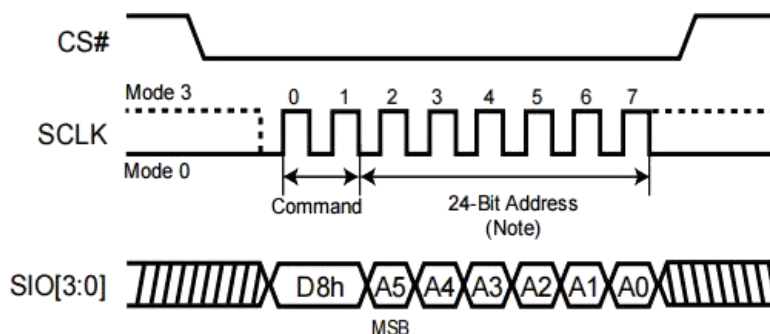 CS#
Mode 3
0 1 2 3 4 5 6 7
SCLK
Mode 0
Command
24-Bit Address
(Note)
SIO[3:0]
D8h A5 A4 A3 A2 A1 A0
MSB